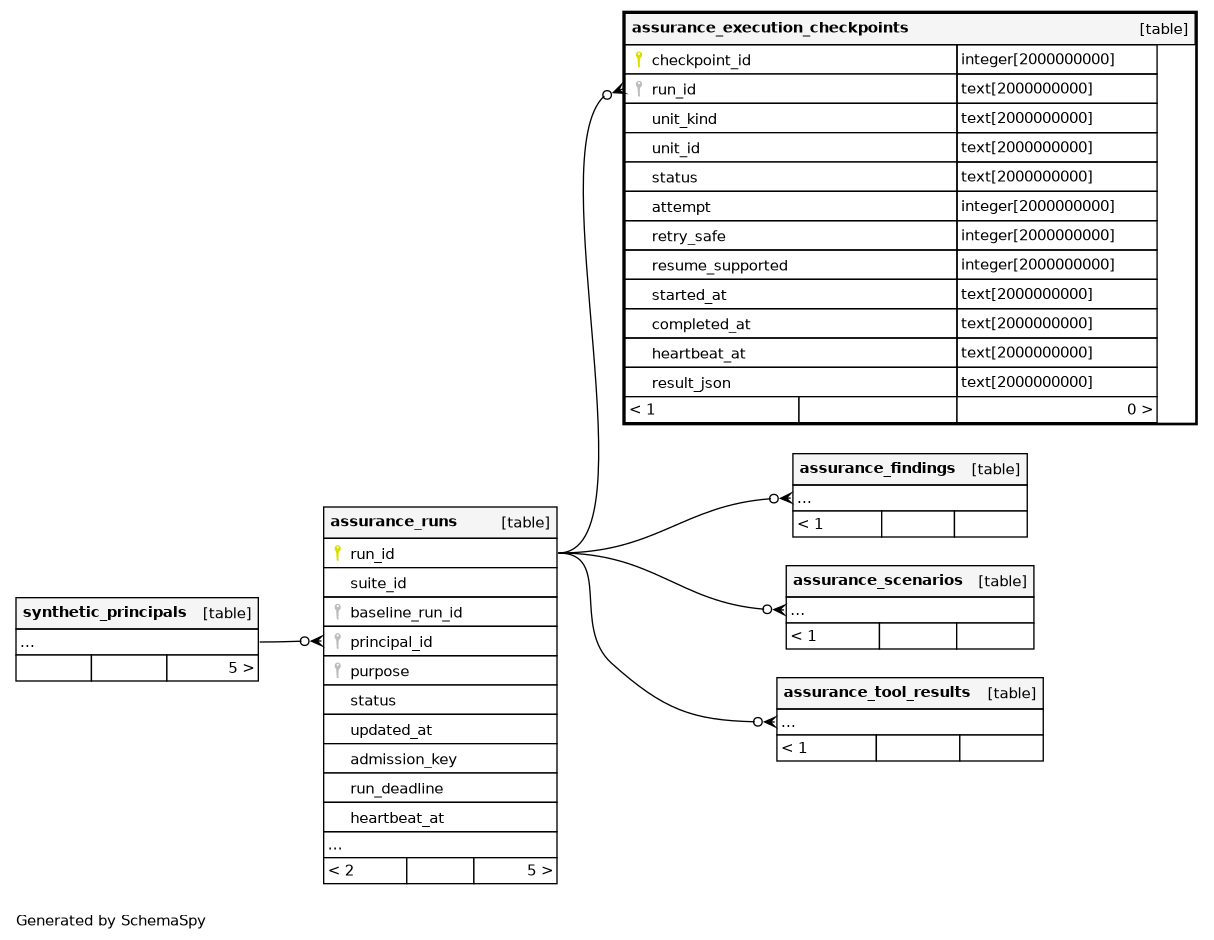 assurance_execution_checkpoints [table]
checkpoint_id integer[2000000000]
run_id text[2000000000]
unit_kind text[2000000000]
unit_id text[2000000000]
status text[2000000000]
attempt integer[2000000000]
retry_safe integer[2000000000]
resume_supported integer[2000000000]
started_at text[2000000000]
completed_at text[2000000000]
heartbeat_at text[2000000000]
result_json text[2000000000]
< 1 0 >
assurance_findings [table]
...
< 1
assurance_runs [table]
run_id
suite_id
baseline_run_id
principal_id
purpose
status
updated_at
admission_key
run_deadline
heartbeat_at
...
< 2 5 >
assurance_scenarios [table]
...
< 1
synthetic_principals [table]
...
5 >
assurance_tool_results [table]
...
< 1
Generated by SchemaSpy